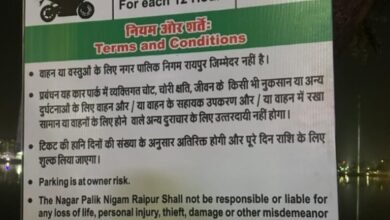 For each 12 Hou
नियम और शर्तेः
Terms and Conditions
• वाहन या वस्तुओ के लिए नगर पालिक निगम रायपुर जिम्मेदर नहीं है।
• प्रबंधन यह कार पार्क में व्यक्तिगत चोट, चोरी क्षति, जीवन के किसी भी नुकसान या अन्य
दुर्घटनाओ के लिए वाहन और / या वाहन के सहायक उपकरण और / या वाहन में रखा
सामान या वाहनों के लिए होने वाले अन्य दुराचार के लिए उत्तरदायी नहीं होगा।
• टिकट की हानि दिनों की संख्या के अनुसार अतिरिक्त होगी और पूरे दिन राशि के लिए
शुल्क लिया जाएगा।
• Parking is at owner risk.
• The Nagar Palik Nigam Raipur Shall not be responsible or liable for
any loss of life, personal injury, thieft, damage or other misdemeanor